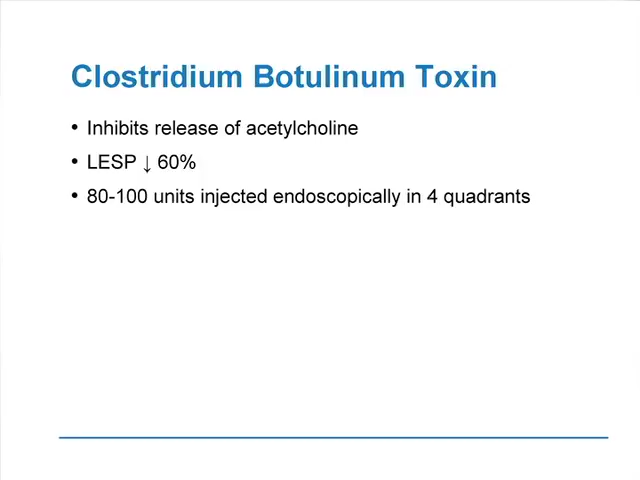 Clostridium Botulinum Toxin
• Inhibits release of acetylcholine
• LESP ↓ 60%
• 80-100 units injected endoscopically in 4 quadrants